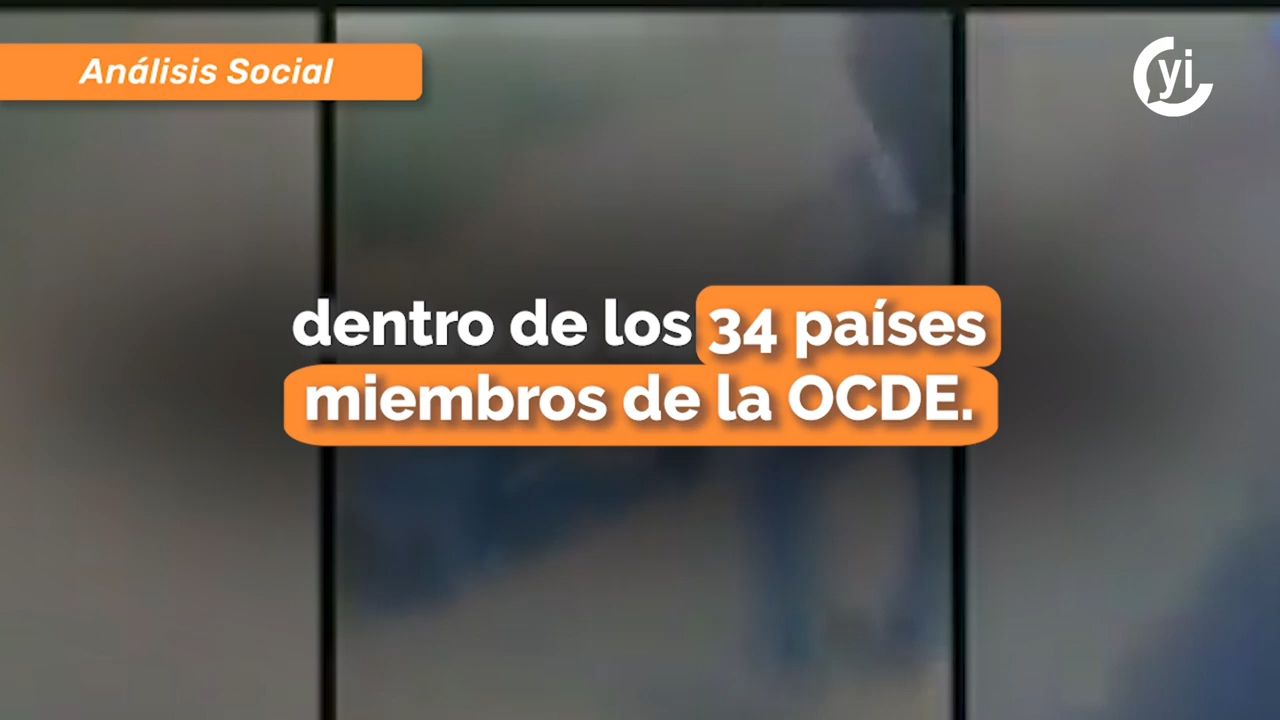 Análisis Social
yi
dentro de los 34 países
miembros de la OCDE.